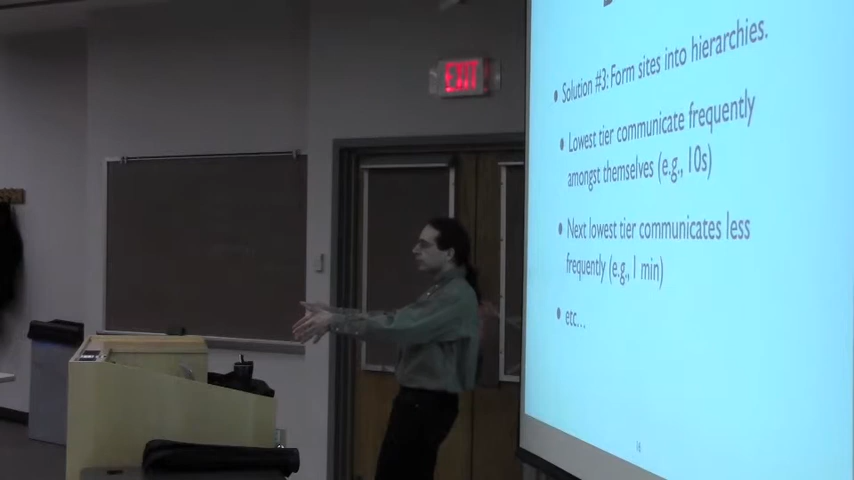 EXIT
• Solution #3: Form sites into hierarchies.
• Lowest tier communicate frequently
amongst themselves (e.g., 10s)
• Next lowest tier communicates less
frequently (e.g., 1 min)
• etc...